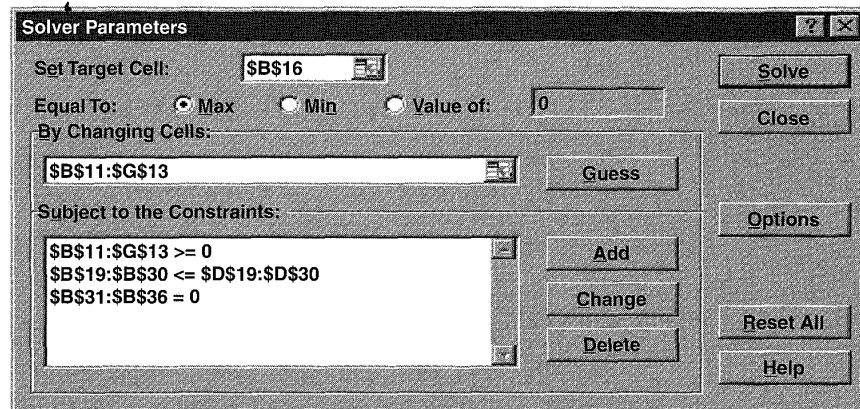 Solver Parameters
Set Target Cell: $B$16
Solve
Equal To: Max Min Value of: 0
Close
By Changing Cells:
$B$11:$G$13
Guess
Subject to the Constraints:
Options
$B$11:$G$13 >= 0
$B$19:$B$30 <= $D$19:$D$30
$B$31:$B$36 = 0
Add
Change
Delete
Reset All
Help